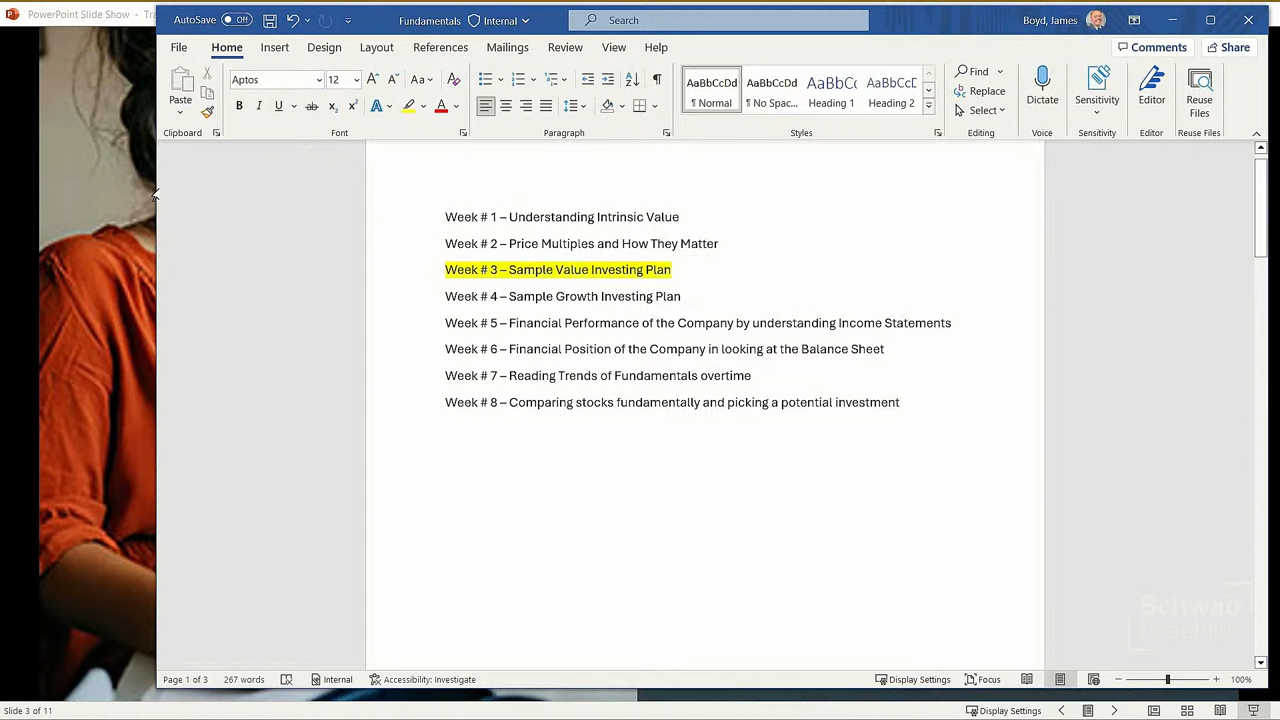 PowerPoint Slide Show - Tra
AutoSave Off
Fundamentals Internal
Search
Boyd, James
File Home Insert Design Layout References Mailings Review View Help
Comments Share
Paste
Clipboard
Aptos 12
Font
Paragraph
AaBbCcDd AaBbCcDd AaBbCc AaBbCcD
¶ Normal ¶ No Spac... Heading 1 Heading 2
Styles
Find
Replace
Select
Editing
Dictate
Voice
Sensitivity
Sensitivity
Editor
Editor
Reuse Files
Reuse Files
Week # 1 – Understanding Intrinsic Value
Week # 2 – Price Multiples and How They Matter
Week # 3 – Sample Value Investing Plan
Week # 4 – Sample Growth Investing Plan
Week # 5 – Financial Performance of the Company by understanding Income Statements
Week # 6 – Financial Position of the Company in looking at the Balance Sheet
Week # 7 – Reading Trends of Fundamentals overtime
Week # 8 – Comparing stocks fundamentally and picking a potential investment
Schwab
Page 1 of 3 267 words Internal Accessibility: Investigate Display Settings Focus 100%
Slide 3 of 11 Display Settings